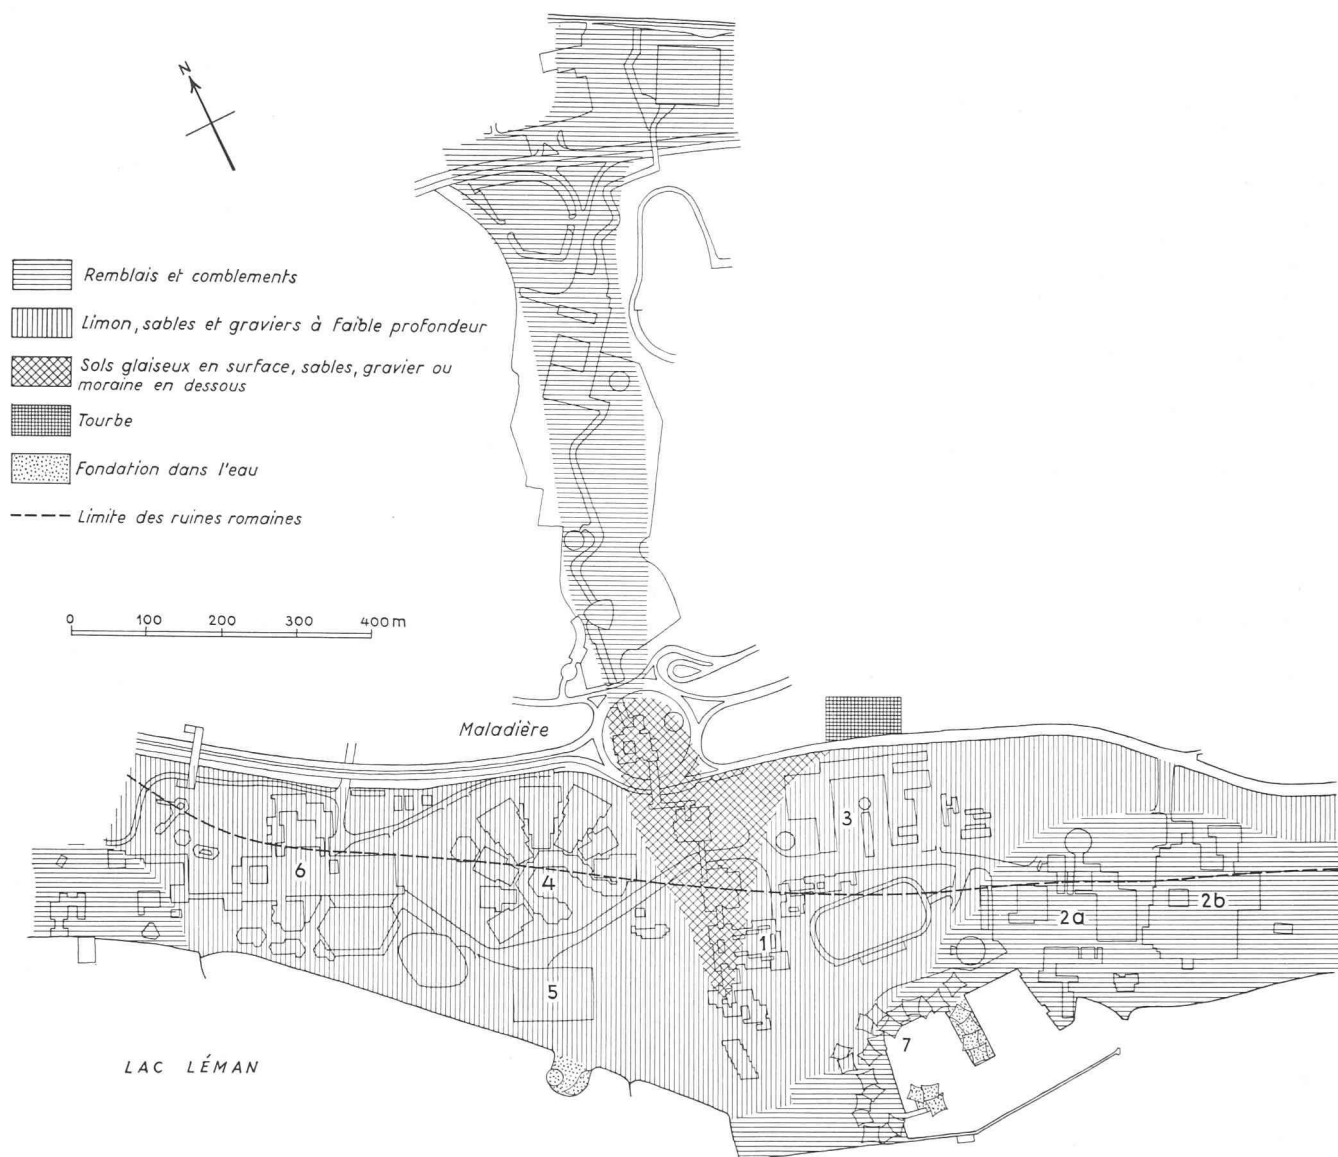 N
Remblais et comblements
Limon, sables et graviers à faible profondeur
Sols glaiseux en surface, sables, gravier ou
moraine en dessous
Tourbe
Fondation dans l'eau
Limite des ruines romaines
0 100 200 300 400 m
Maladière
3
4
6
2a
2b
1
5
7
LAC LÉMAN